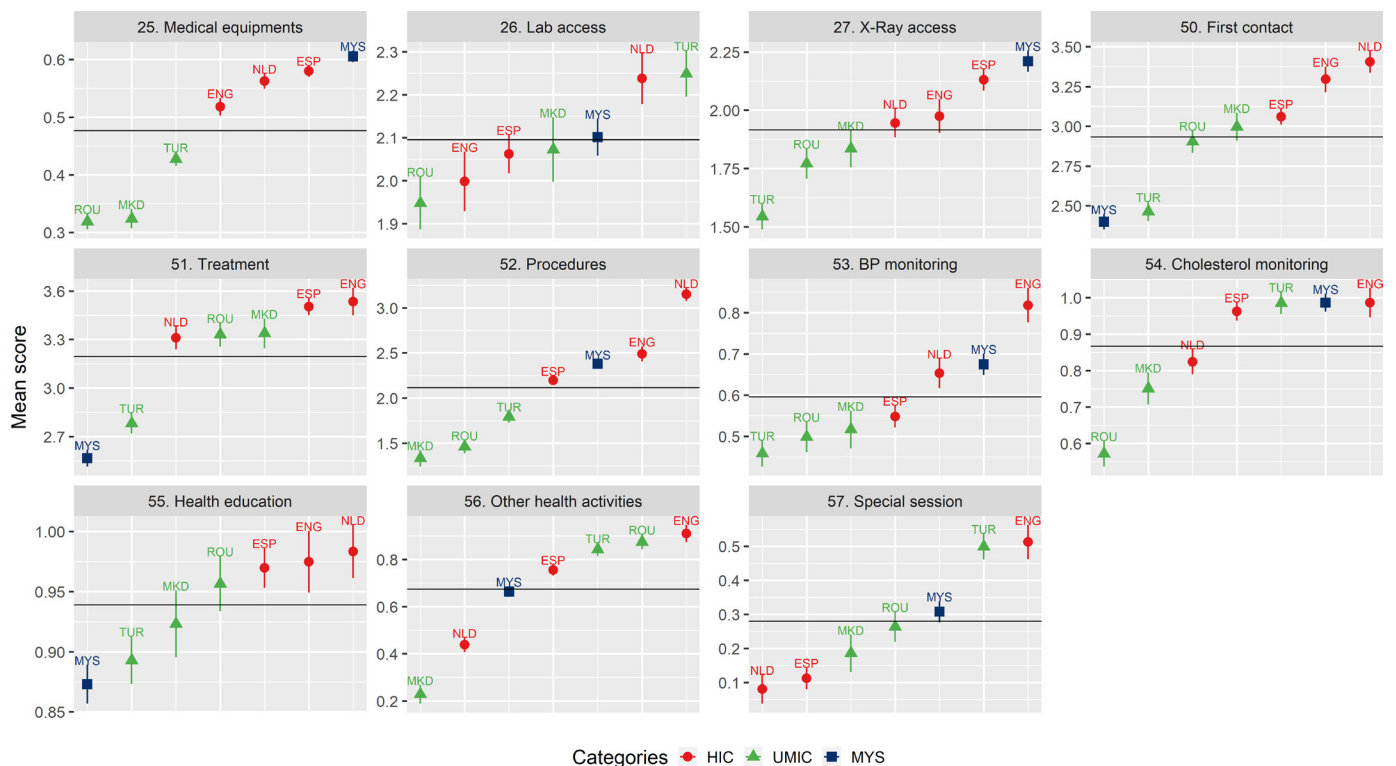 25. Medical equipments
0.6
0.5
0.4
0.3
ROU
MKD
TUR
ENG
NLD
ESP
MYS
26. Lab access
2.3
2.2
2.1
2.0
1.9
ROU
ENG
ESP
MKD
MYS
NLD
TUR
27. X-Ray access
2.25
2.00
1.75
1.50
TUR
ROU
MKD
NLD
ENG
ESP
MYS
50. First contact
3.50
3.25
3.00
2.75
2.50
MYS
TUR
ROU
MKD
ESP
ENG
NLD
Mean score
51. Treatment
3.6
3.3
3.0
2.7
MYS
TUR
NLD
ROU
MKD
ESP
ENG
52. Procedures
3.0
2.5
2.0
1.5
MKD
ROU
TUR
ESP
MYS
ENG
NLD
53. BP monitoring
0.8
0.7
0.6
0.5
TUR
ROU
MKD
ESP
NLD
MYS
ENG
54. Cholesterol monitoring
1.0
0.9
0.8
0.7
0.6
ROU
MKD
NLD
ESP
TUR
MYS
ENG
55. Health education
1.00
0.95
0.90
0.85
MYS
TUR
MKD
ROU
ESP
ENG
NLD
56. Other health activities
0.8
0.6
0.4
0.2
MKD
NLD
MYS
ESP
TUR
ROU
ENG
57. Special session
0.5
0.4
0.3
0.2
0.1
NLD
ESP
MKD
ROU
MYS
TUR
ENG
Categories HIC UMIC MYS